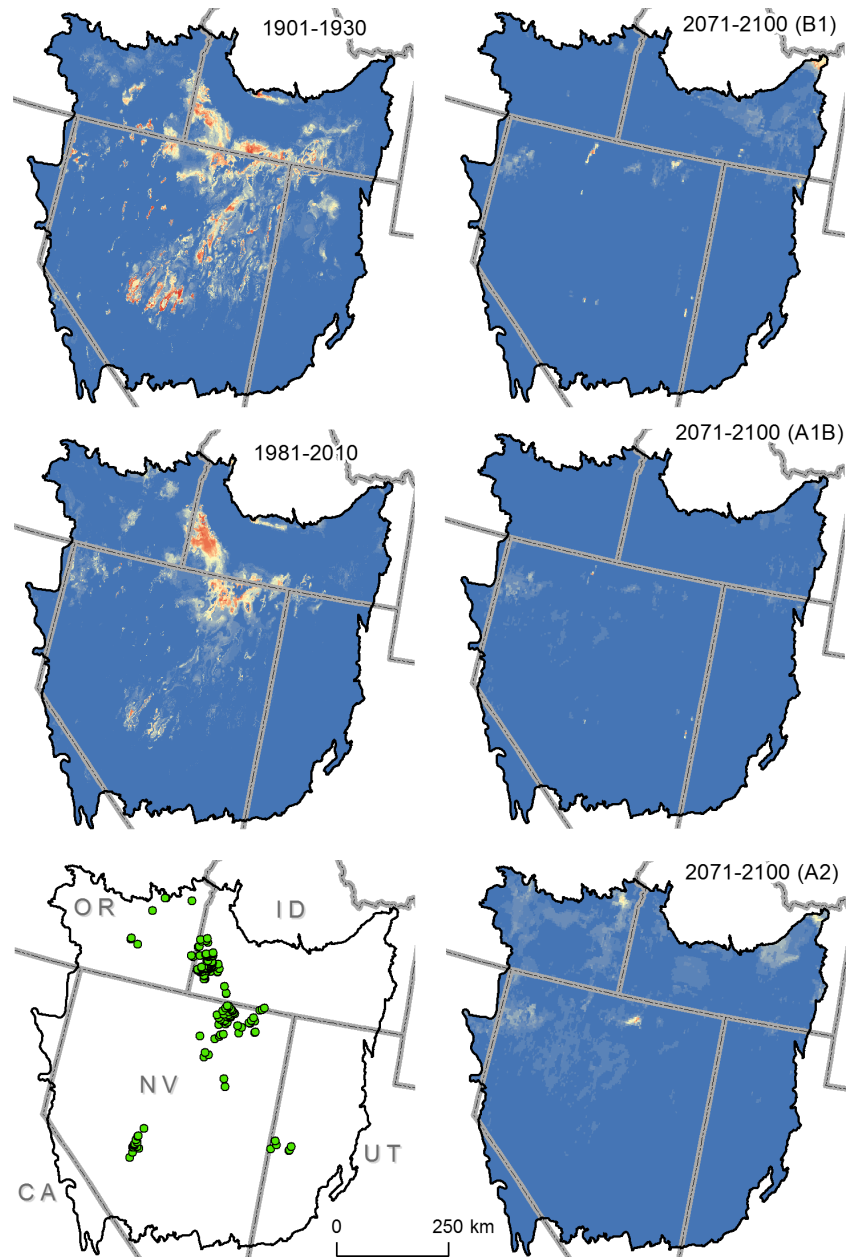 1901-1930
2071-2100 (B1)
1981-2010
2071-2100 (A1B)
2071-2100 (A2)
OR
ID
NV
UT
CA
0
250 km